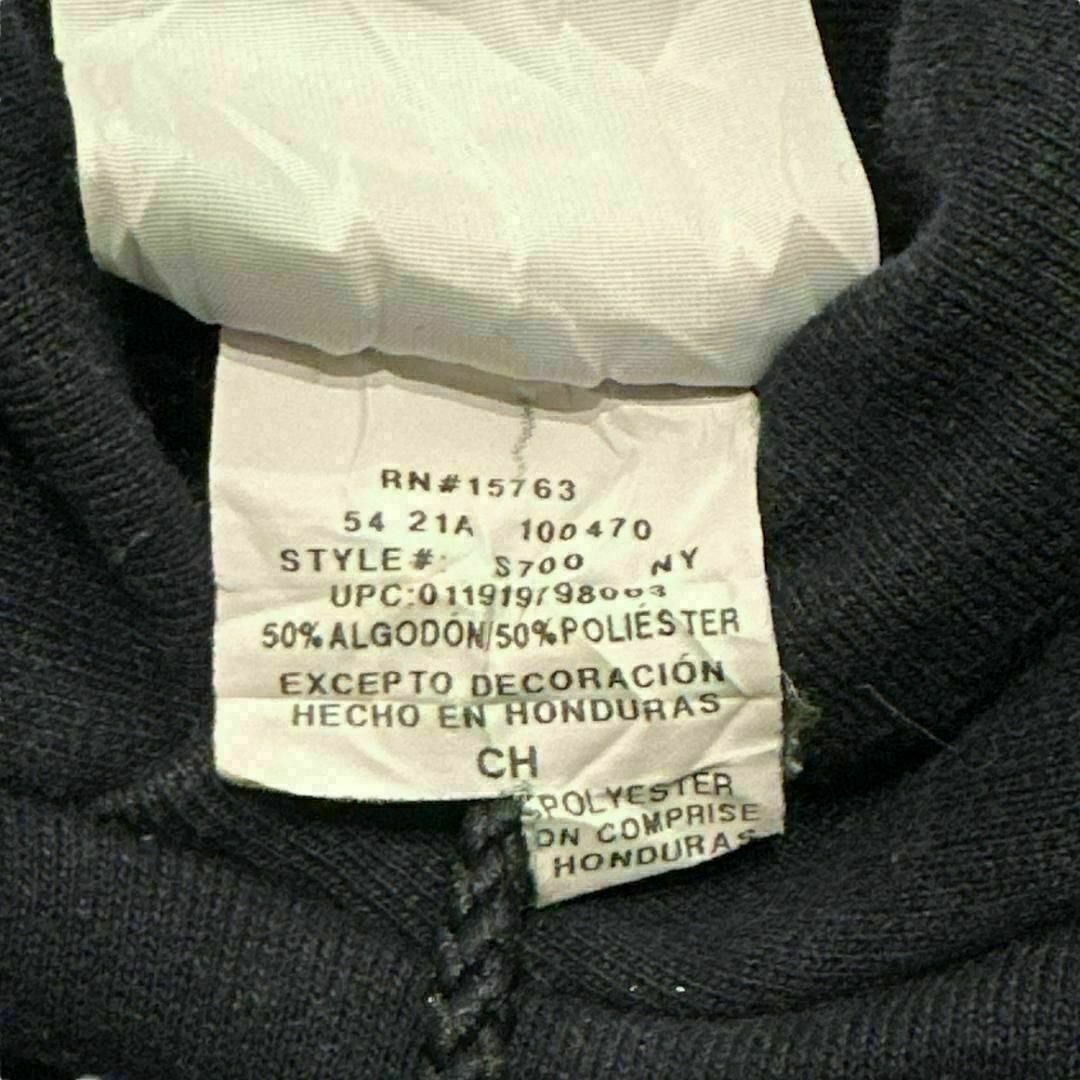 RN#15763
54 21A 100470
STYLE#: S700 NY
50%ALGODÓN/50%POLIÉSTER
EXCEPTO DECORACIÓN
HECHO EN HONDURAS
CH
POLYESTER
COMPRISE
HONDURAS